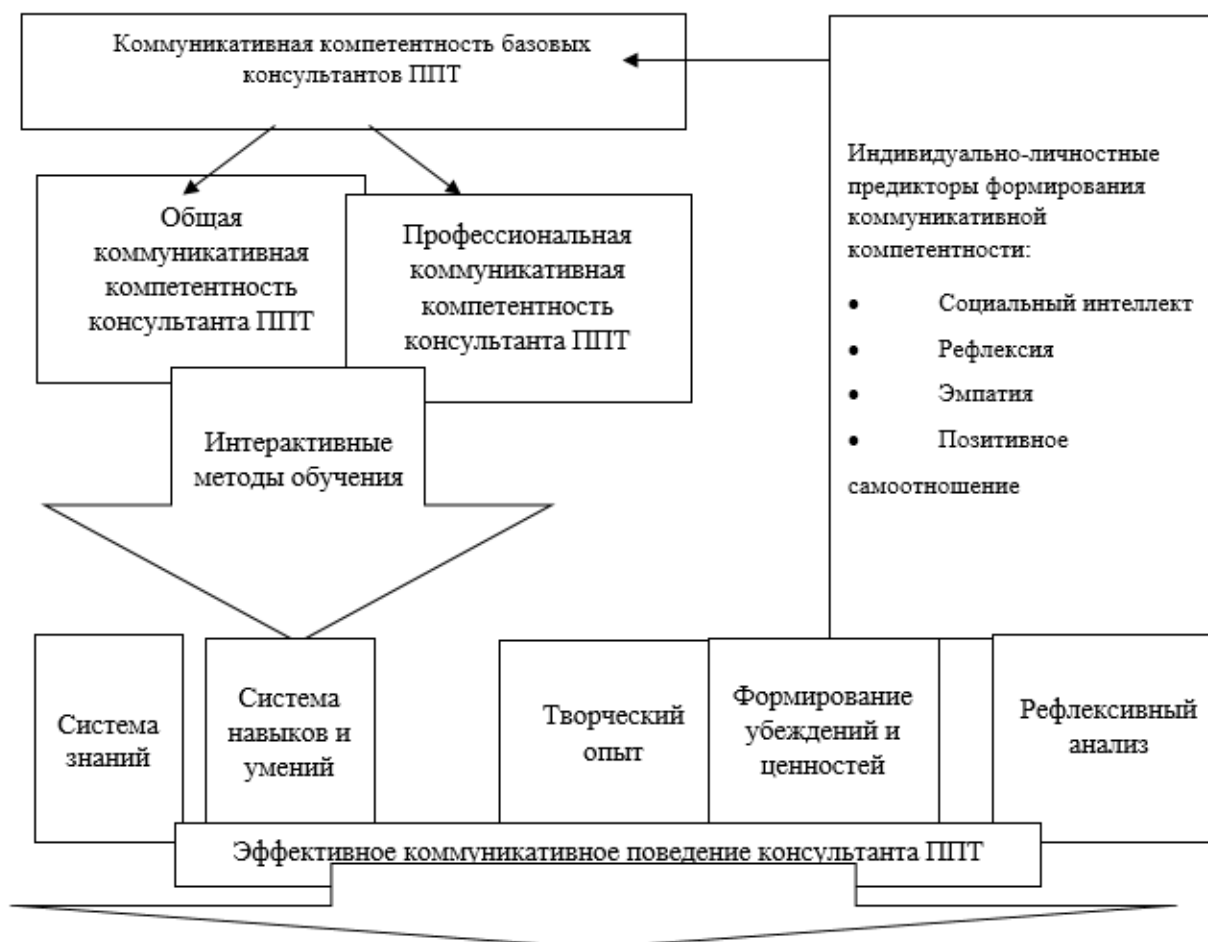 Коммуникативная компетентность базовых
консультантов ППТ
Общая
коммуникативная
компетентность
консультанта ППТ
Профессиональная
коммуникативная
компетентность
консультанта ППТ
Индивидуально-личностные
предикторы формирования
коммуникативной
компетентности:
• Социальный интеллект
• Рефлексия
• Эмпатия
• Позитивное
самоотношение
Интерактивные
методы обучения
Система
знаний
Система
навыков и
умений
Творческий
опыт
Формирование
убеждений и
ценностей
Рефлексивный
анализ
Эффективное коммуникативное поведение консультанта ППТ